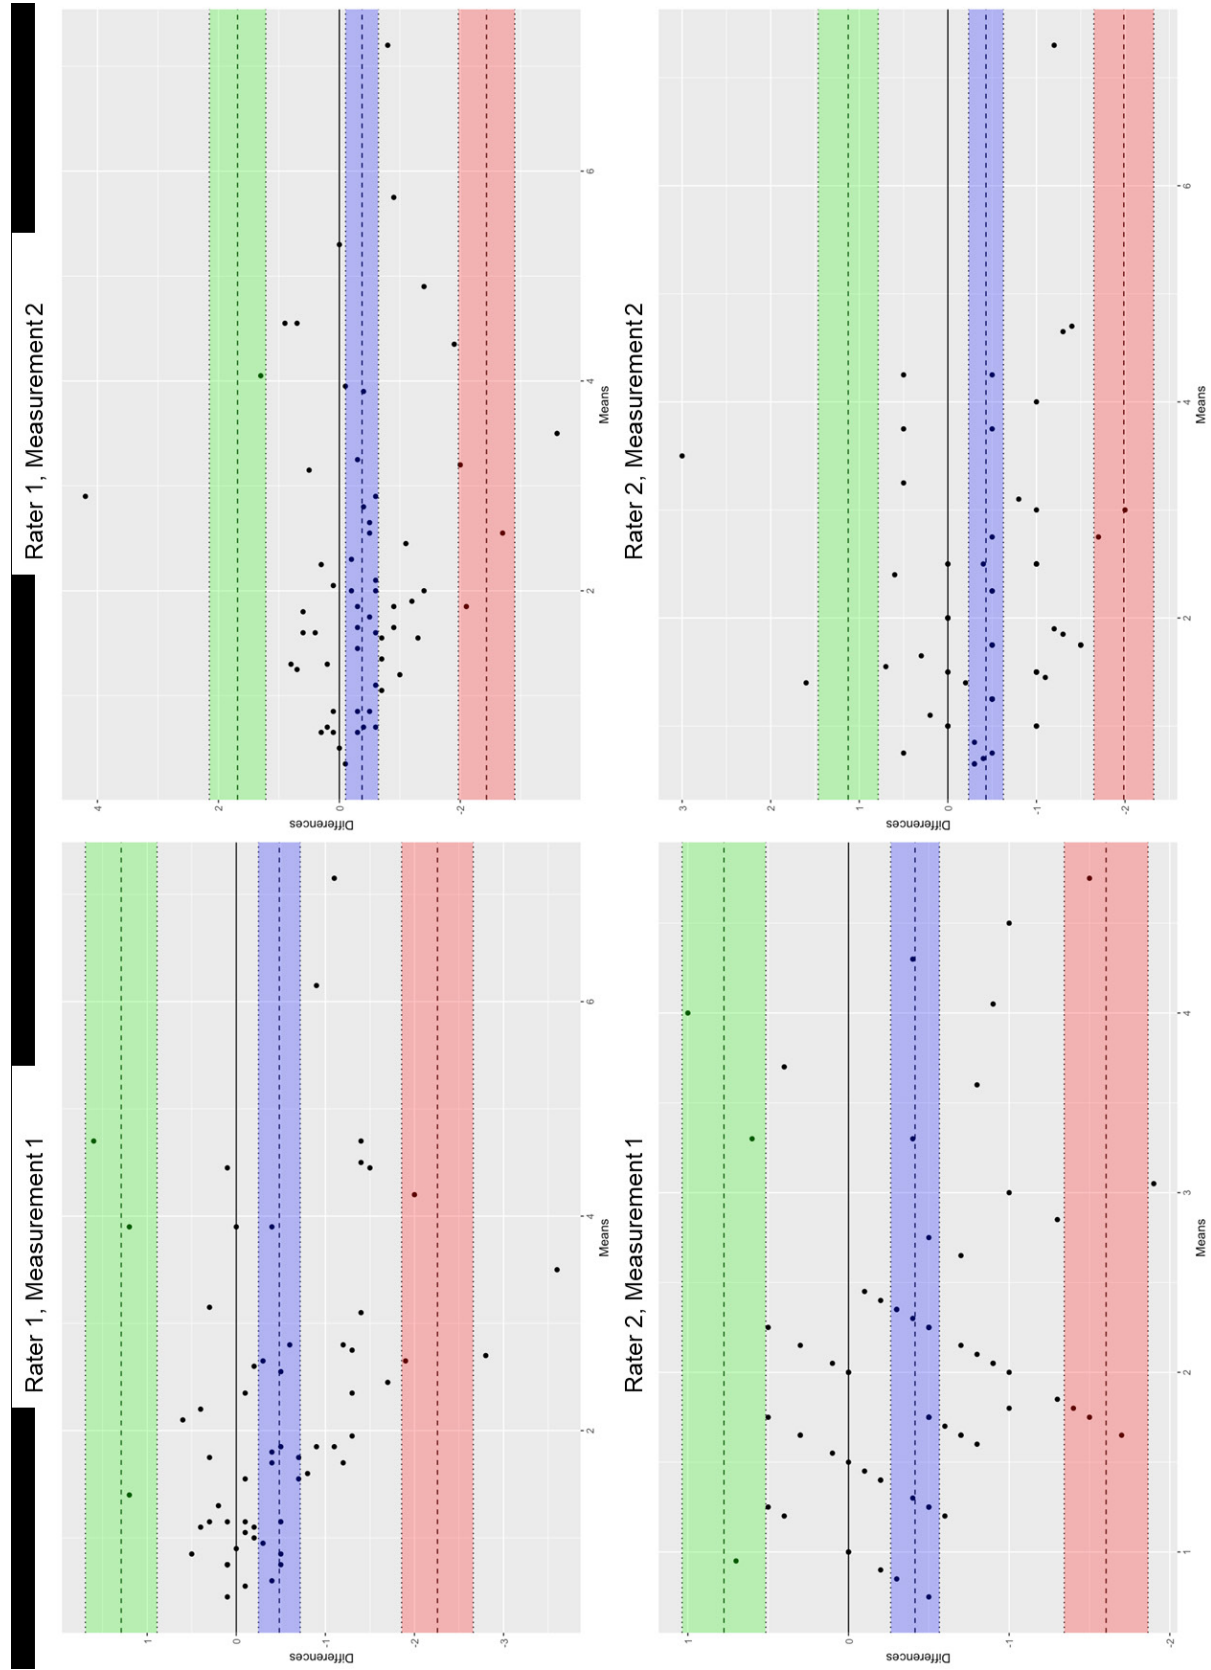 Rater 1, Measurement 1
1
0
-1
-2
-3
Differences
2
4
6
Means
Rater 1, Measurement 2
4
2
0
-2
Differences
2
4
6
Means
Rater 2, Measurement 1
1
0
-1
-2
Differences
1
2
3
4
Means
Rater 2, Measurement 2
3
2
1
0
-1
-2
Differences
2
4
6
Means